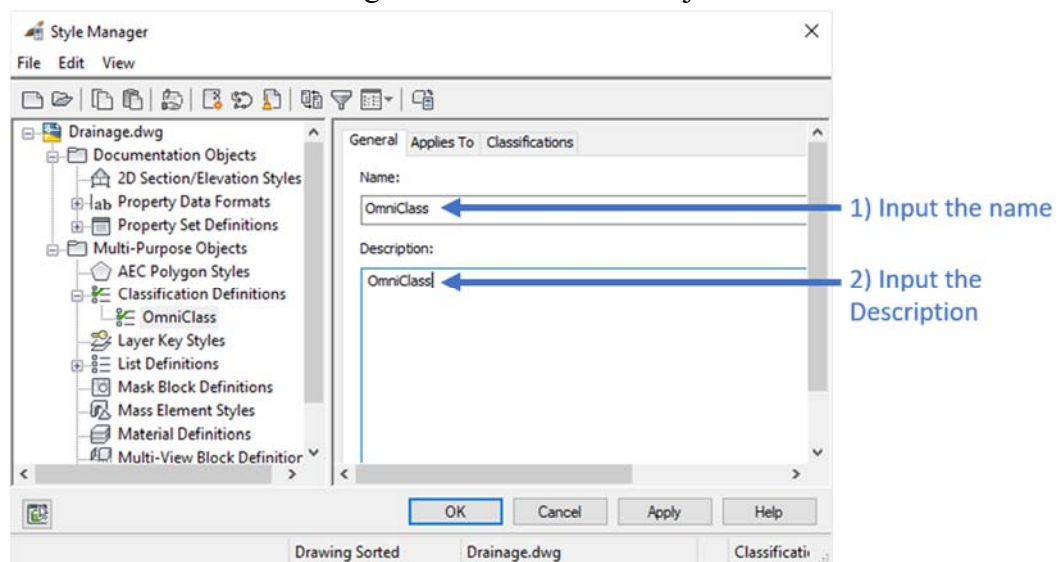 Style Manager
File Edit View
Drainage.dwg
Documentation Objects
2D Section/Elevation Styles
ab Property Data Formats
Property Set Definitions
Multi-Purpose Objects
AEC Polygon Styles
Classification Definitions
OmniClass
Layer Key Styles
List Definitions
Mask Block Definitions
Mass Element Styles
Material Definitions
Multi-View Block Definition
General Applies To Classifications
Name:
OmniClass
Description:
OmniClass
1) Input the name
2) Input the
Description
OK Cancel Apply Help
Drawing Sorted Drainage.dwg Classificati